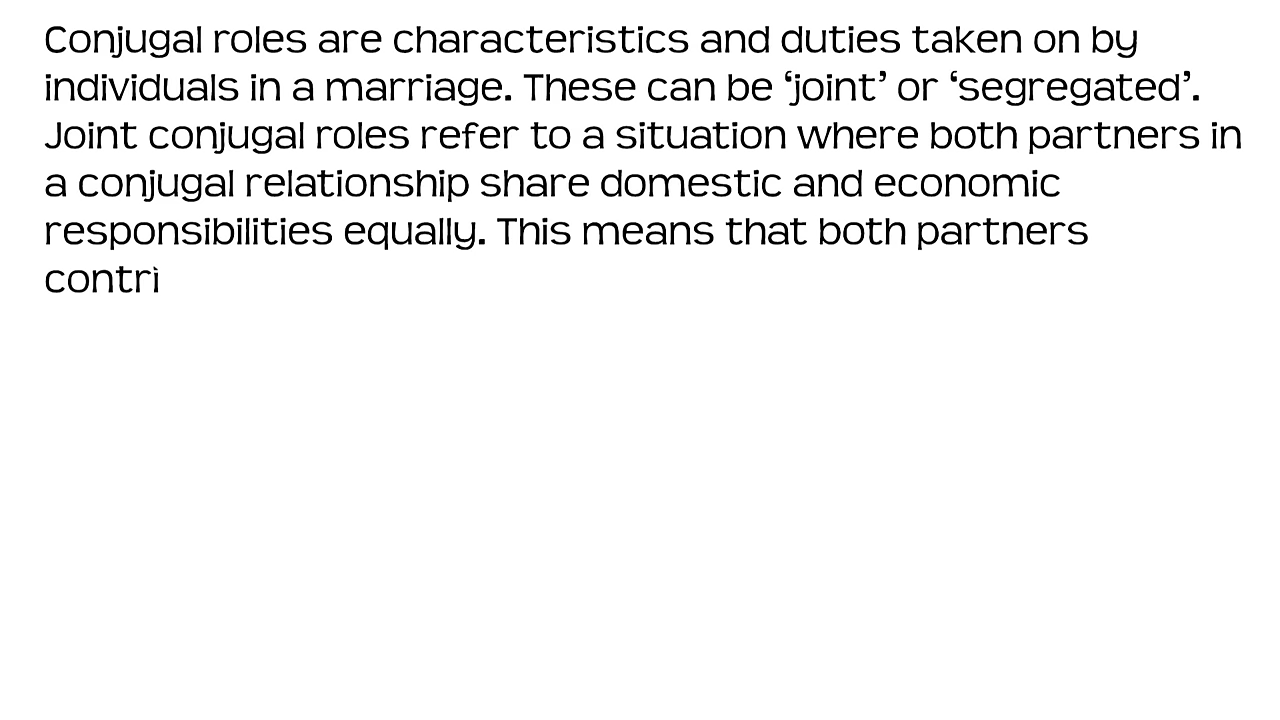 Conjugal roles are characteristics and duties taken on by
individuals in a marriage. These can be ‘joint’ or ‘segregated’.
Joint conjugal roles refer to a situation where both partners in
a conjugal relationship share domestic and economic
responsibilities equally. This means that both partners
contri